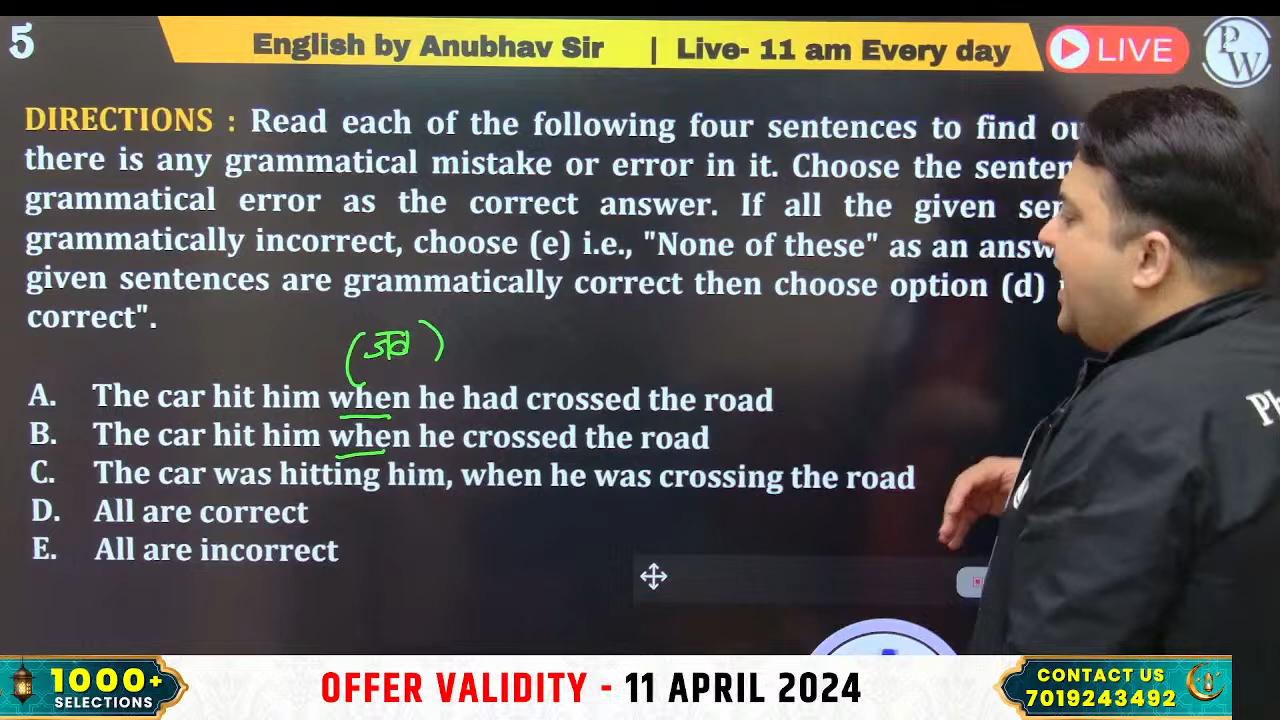 5
English by Anubhav Sir | Live- 11 am Every day
LIVE
PW
DIRECTIONS : Read each of the following four sentences to find
there is any grammatical mistake or error in it. Choose the
grammatical error as the correct answer. If all the given
grammatically incorrect, choose (e) i.e., "None of these" as an
given sentences are grammatically correct then choose option (d)
correct".
(जब)
A. The car hit him when he had crossed the road
B. The car hit him when he crossed the road
C. The car was hitting him, when he was crossing the road
D. All are correct
E. All are incorrect
1000+
SELECTIONS
OFFER VALIDITY - 11 APRIL 2024
CONTACT US
7019243492